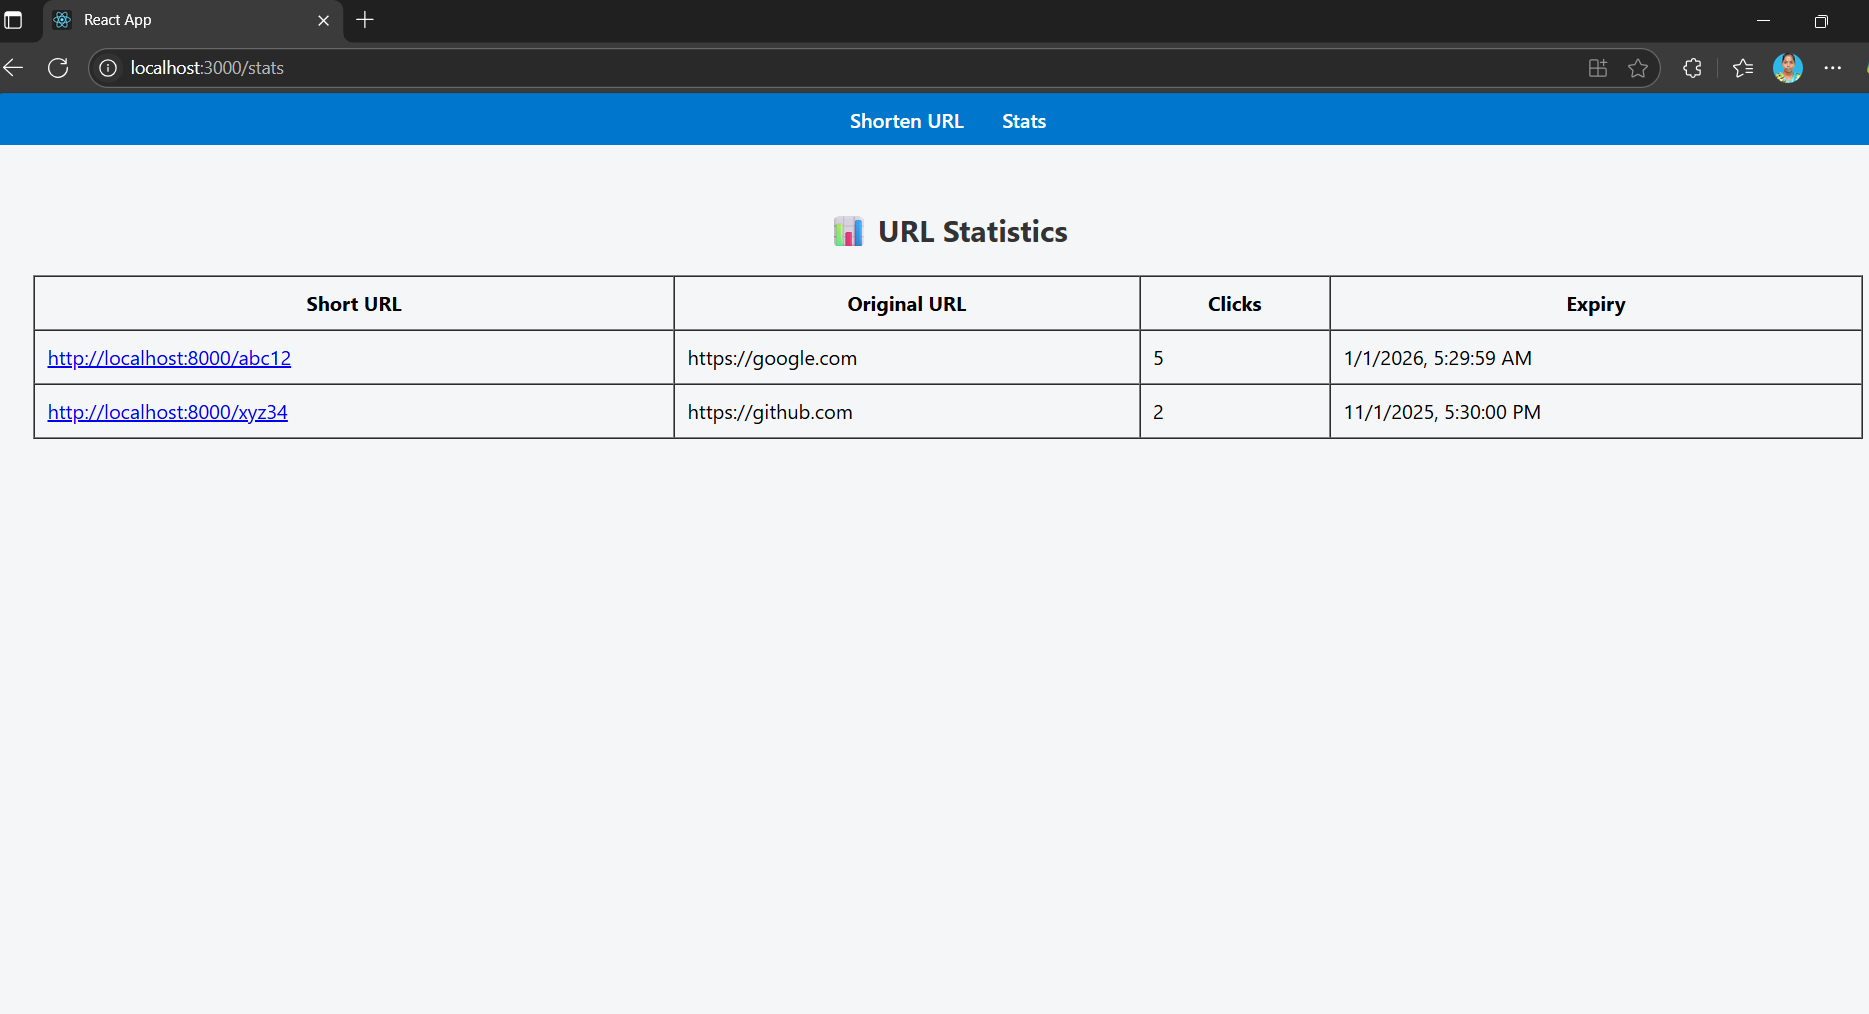 React App
localhost:3000/stats
Shorten URL Stats
URL Statistics
Short URL Original URL Clicks Expiry
http://localhost:8000/abc12 https://google.com 5 1/1/2026, 5:29:59 AM
http://localhost:8000/xyz34 https://github.com 2 11/1/2025, 5:30:00 PM